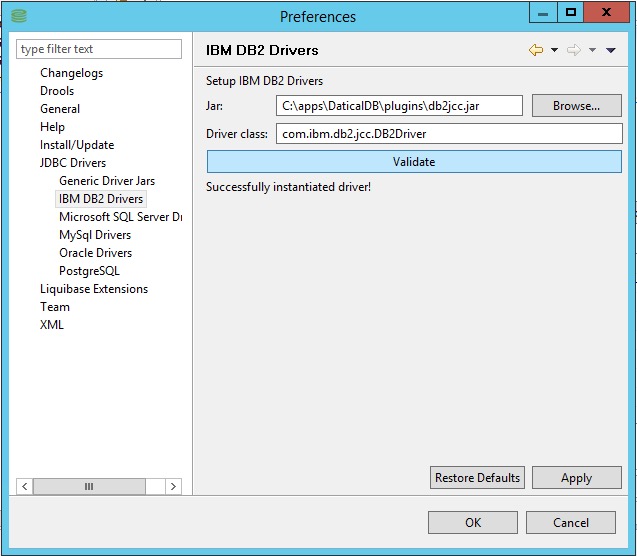 Preferences
type filter text
Changelogs
Drools
General
Help
Install/Update
JDBC Drivers
Generic Driver Jars
IBM DB2 Drivers
Microsoft SQL Server Dr
MySql Drivers
Oracle Drivers
PostgreSQL
Liquibase Extensions
Team
XML
IBM DB2 Drivers
Setup IBM DB2 Drivers
Jar: C:\apps\DaticalDB\plugins\db2jcc.jar Browse...
Driver class: com.ibm.db2.jcc.DB2Driver
Validate
Successfully instantiated driver!
Restore Defaults Apply
OK Cancel